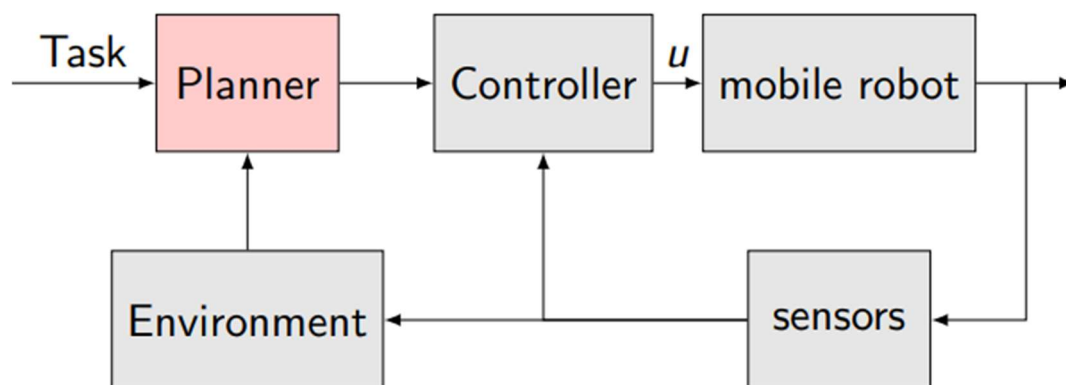 Task
Planner
Controller
u
mobile robot
Environment
sensors